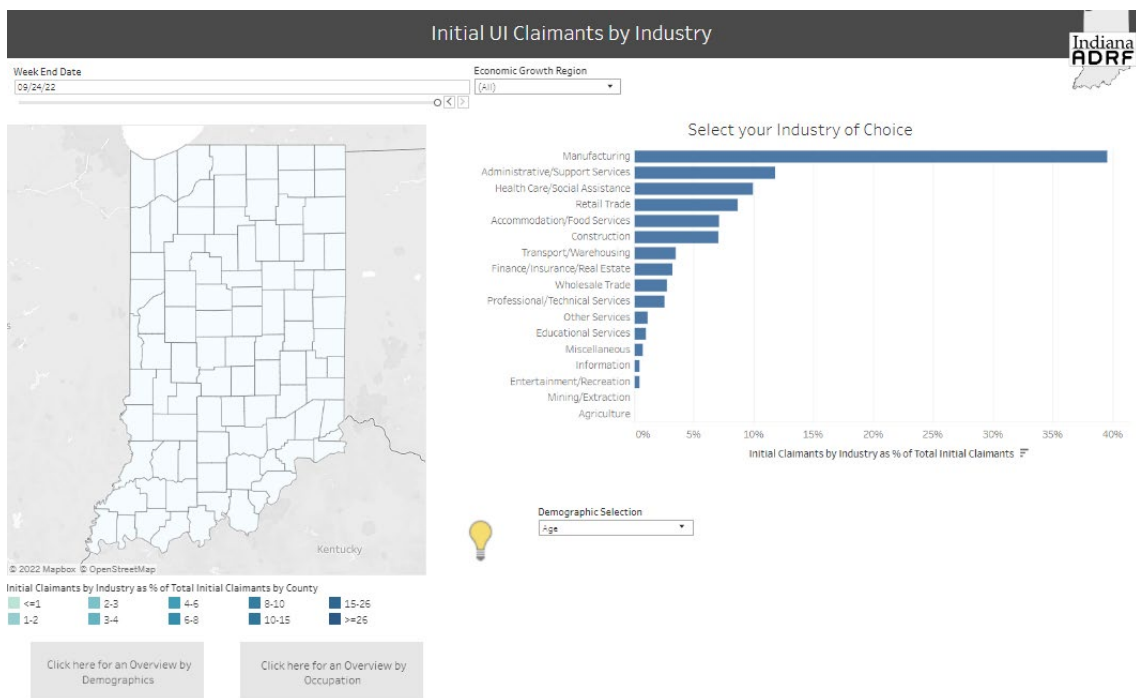 Initial UI Claimants by Industry
Indiana
ADRF
Week End Date
09/24/22
Economic Growth Region
(All)
Select your Industry of Choice
Manufacturing
Administrative/Support Services
Health Care/Social Assistance
Retail Trade
Accommodation/Food Services
Construction
Transport/Warehousing
Finance/Insurance/Real Estate
Wholesale Trade
Professional/Technical Services
Other Services
Educational Services
Miscellaneous
Information
Entertainment/Recreation
Mining/Extraction
Agriculture
0% 5% 10% 15% 20% 25% 30% 35% 40%
Initial Claimants by Industry as % of Total Initial Claimants
Demographic Selection
Age
s
Kentucky
© 2022 Mapbox © OpenStreetMap
Initial Claimants by Industry as % of Total Initial Claimants by County
<=1 2-3 4-6 8-10 15-26
1-2 3-4 6-8 10-15 >=26
Click here for an Overview by
Demographics
Click here for an Overview by
Occupation